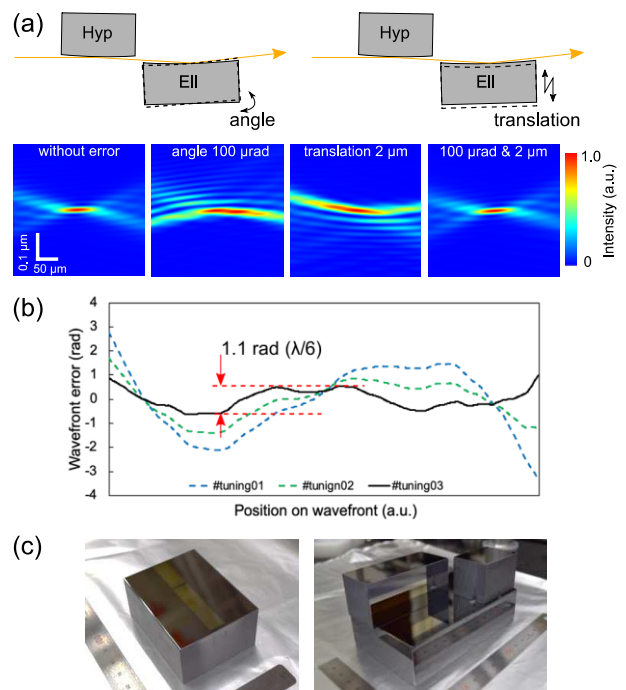 (a)
Hyp
Ell
angle
Hyp
Ell
translation
without error
angle 100 μrad
translation 2 μm
100 μrad & 2 μm
0.1 μm
50 μm
1.0
0
Intensity (a.u.)
(b)
4
3
2
1
0
-1
-2
-3
-4
Wavefront error (rad)
1.1 rad (λ/6)
#tuning01
#tunign02
#tuning03
Position on wavefront (a.u.)
(c)